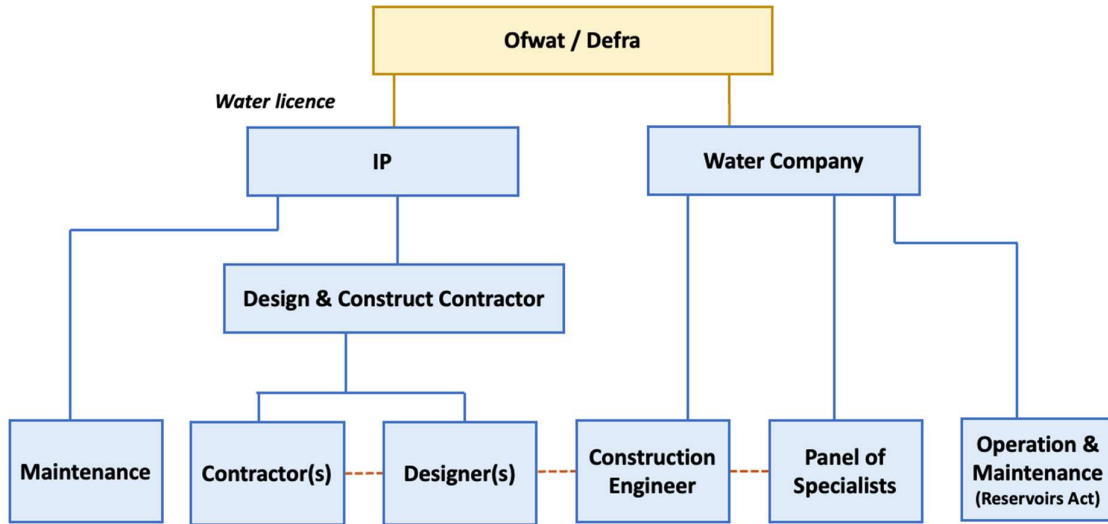 Ofwat / Defra
Water licence
IP
Water Company
Design & Construct Contractor
Maintenance
Contractor(s)
Designer(s)
Construction
Engineer
Panel of
Specialists
Operation &
Maintenance
(Reservoirs Act)